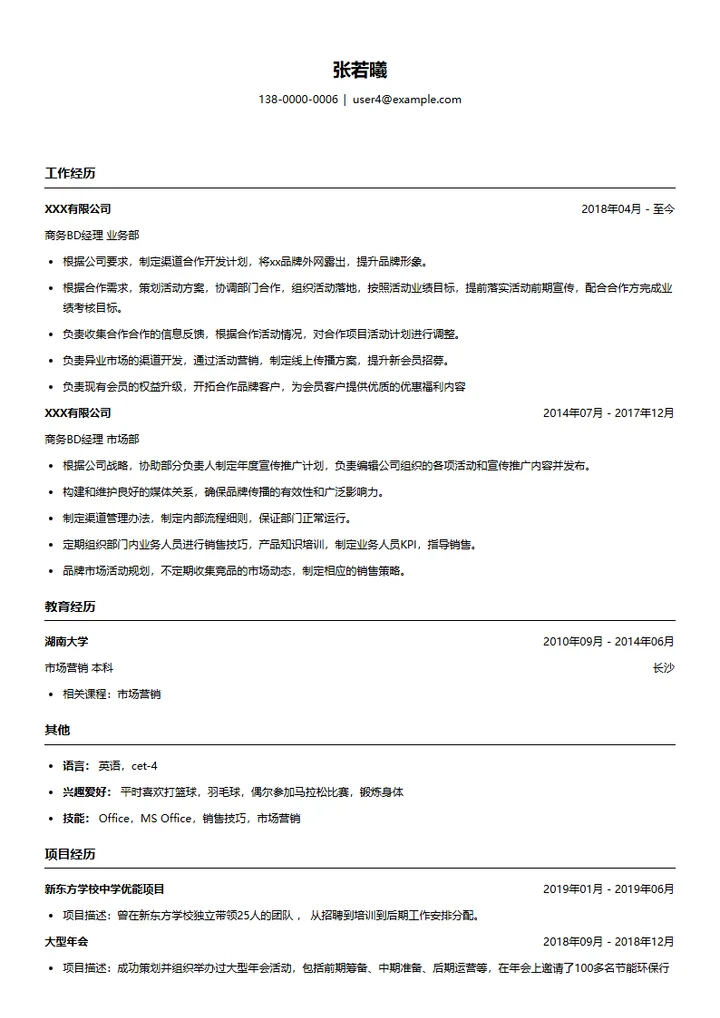 张若曦
138-0000-0006 | user4@example.com
工作经历
XXX有限公司 2018年04月 - 至今
商务BD经理 业务部
• 根据公司要求，制定渠道合作开发计划，将xx品牌外网露出，提升品牌形象。
• 根据合作需求，策划活动方案，协调部门合作，组织活动落地，按照活动业绩目标，提前落实活动前期宣传，配合合作方完成业
绩考核目标。
• 负责收集合作合作的信息反馈，根据合作活动情况，对合作项目活动计划进行调整。
• 负责异业市场的渠道开发，通过活动营销，制定线上传播方案，提升新会员招募。
• 负责现有会员的权益升级，开拓合作品牌客户，为会员客户提供优质的优惠福利内容
XXX有限公司 2014年07月 - 2017年12月
商务BD经理 市场部
• 根据公司战略，协助部分负责人制定年度宣传推广计划，负责编辑公司组织的各项活动和宣传推广内容并发布。
• 构建和维护良好的媒体关系，确保品牌传播的有效性和广泛影响力。
• 制定渠道管理办法，制定内部流程细则，保证部门正常运行。
• 定期组织部门内业务人员进行销售技巧，产品知识培训，制定业务人员KPI，指导销售。
• 品牌市场活动规划，不定期收集竞品的市场动态，制定相应的销售策略。
教育经历
湖南大学 2010年09月 - 2014年06月
市场营销 本科 长沙
• 相关课程：市场营销
其他
• 语言： 英语，cet-4
• 兴趣爱好： 平时喜欢打篮球，羽毛球，偶尔参加马拉松比赛，锻炼身体
• 技能： Office，MS Office，销售技巧，市场营销
项目经历
新东方学校中学优能项目 2019年01月 - 2019年06月
• 项目描述：曾在新东方学校独立带领25人的团队 ， 从招聘到培训到后期工作安排分配。
大型年会 2018年09月 - 2018年12月
• 项目描述：成功策划并组织举办过大型年会活动，包括前期筹备、中期准备、后期运营等，在年会上邀请了100多名节能环保行